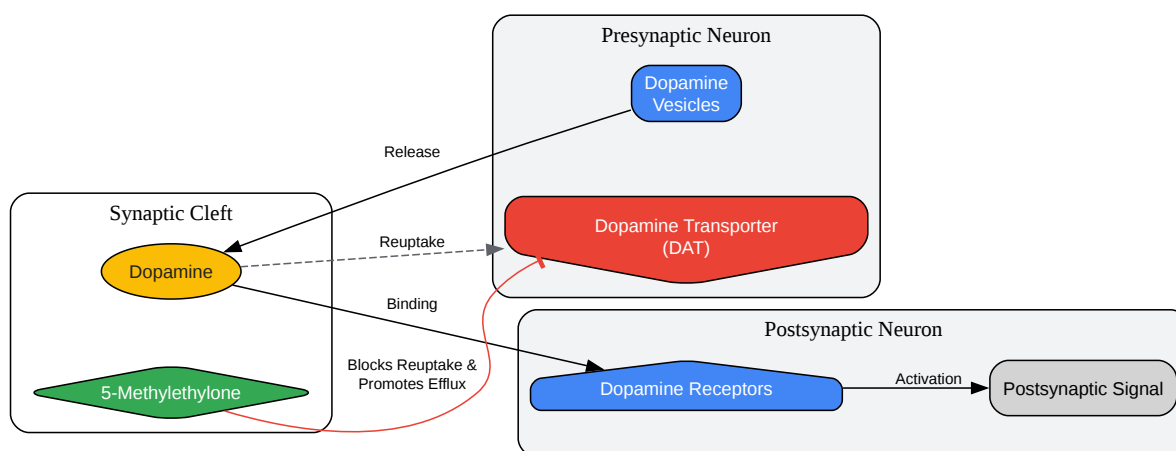 Presynaptic Neuron
Dopamine
Vesicles
Release
Synaptic Cleft
Dopamine Transporter
(DAT)
Reuptake
Dopamine
Binding
Postsynaptic Neuron
Blocks Reuptake &
Promotes Efflux
5-Methylethylone
Dopamine Receptors
Activation
Postsynaptic Signal